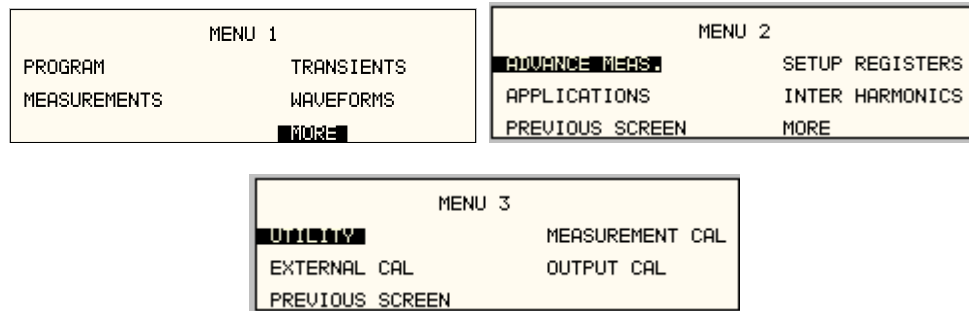 MENU 1
PROGRAM TRANSIENTS
MEASUREMENTS WAVEFORMS
MORE
MENU 2
ADVANCE MEAS. SETUP REGISTERS
APPLICATIONS INTER HARMONICS
PREVIOUS SCREEN MORE
MENU 3
UTILITY MEASUREMENT CAL
EXTERNAL CAL OUTPUT CAL
PREVIOUS SCREEN